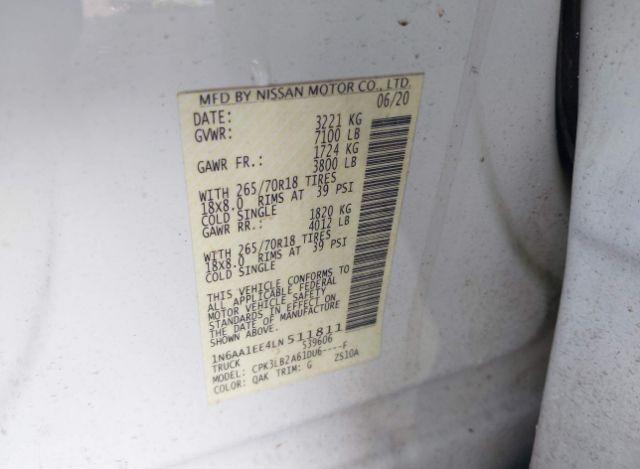 MFD BY NISSAN MOTOR CO., LTD.
DATE: 06/20
GVWR: 3221 KG
7100 LB
GAWR FR.: 1724 KG
3800 LB
WITH 265/70R18 TIRES
18X8.0 RIMS AT 39 PSI
COLD SINGLE
GAWR RR.: 1820 KG
4012 LB
WITH 265/70R18 TIRES
18X8.0 RIMS AT 39 PSI
COLD SINGLE
THIS VEHICLE CONFORMS TO
ALL APPLICABLE FEDERAL
MOTOR VEHICLE SAFETY
STANDARDS IN EFFECT ON
THE DATE OF MANUFACTURE
SHOWN ABOVE.
1N6AA1EE4LN511811
TRUCK 539606
MODEL: CPK3LB2A61DU6----F
COLOR: QAK TRIM: G ZS10A